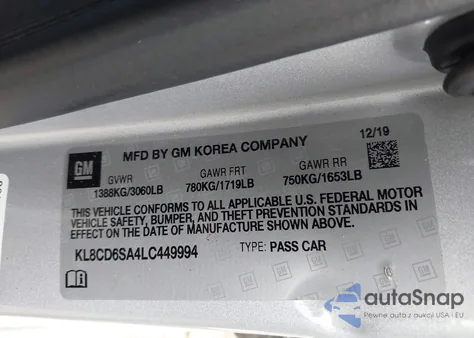 12/19
MFD BY GM KOREA COMPANY
GM
GVWR GAWR FRT GAWR RR
1388KG/3060LB 780KG/1719LB 750KG/1653LB
THIS VEHICLE CONFORMS TO ALL APPLICABLE U.S. FEDERAL MOTOR
VEHICLE SAFETY, BUMPER, AND THEFT PREVENTION STANDARDS IN
EFFECT ON THE DATE OF MANUFACTURE SHOWN ABOVE.
KL8CD6SA4LC449994 TYPE: PASS CAR
autoSnap
Pewne auta z USA i EU